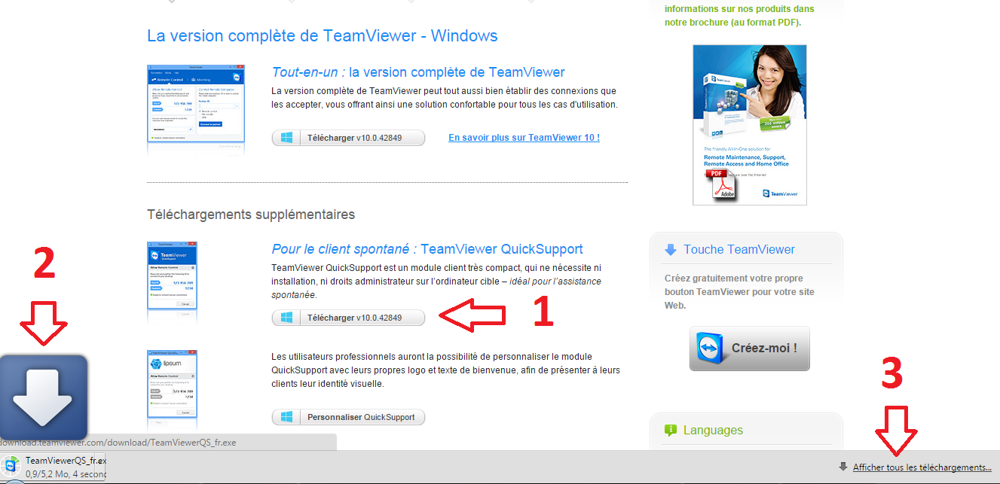 informations sur nos produits dans
notre brochure (au format PDF).
La version complète de TeamViewer - Windows
Tout-en-un : la version complète de TeamViewer
La version complète de TeamViewer peut tout aussi bien établir des connexions que
les accepter, vous offrant ainsi une solution confortable pour tous les cas d'utilisation.
Télécharger v10.0.42849
En savoir plus sur TeamViewer 10 !
The friendly All-In-One solution for
Remote Maintenance, Support,
Remote Access and Home Office
PDF
Adobe
TeamViewer
Téléchargements supplémentaires
TeamViewer
Allow Remote Control
123 456 789
1234
Pour le client spontané : TeamViewer QuickSupport
TeamViewer QuickSupport est un module client très compact, qui ne nécessite ni
installation, ni droits administrateur sur l'ordinateur cible – idéal pour l'assistance
spontanée.
Télécharger v10.0.42849
1
2
Touche TeamViewer
Créez gratuitement votre propre
bouton TeamViewer pour votre site
Web.
Créez-moi !
lipsum
Allow Remote Control
123 456 789
1234
Les utilisateurs professionnels auront la possibilité de personnaliser le module
QuickSupport avec leurs propres logo et texte de bienvenue, afin de présenter à leurs
clients leur identité visuelle.
Personnaliser QuickSupport
3
Languages
download.teamviewer.com/download/TeamViewerQS_fr.exe
TeamViewerQS_fr.ex
0,9/5,2 Mo, 4 secon
Afficher tous les téléchargements...